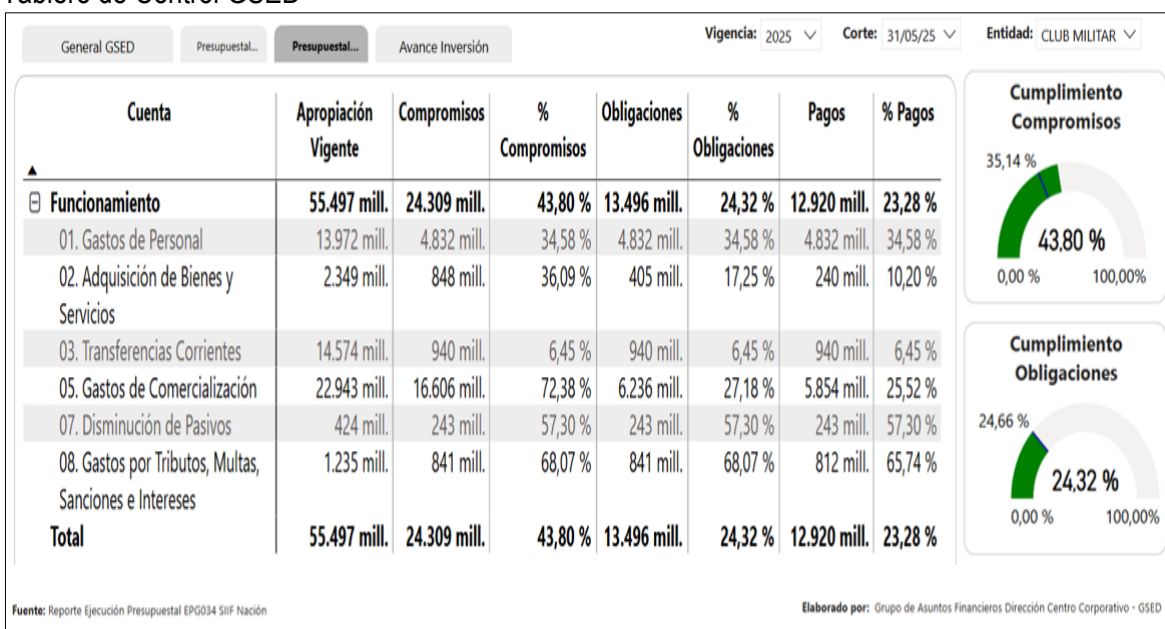 Tablero de Control GSED
General GSED
Presupuestal...
Presupuestal...
Avance Inversión
Vigencia: 2025
Corte: 31/05/25
Entidad: CLUB MILITAR
Cuenta Apropiación Vigente Compromisos % Compromisos Obligaciones % Obligaciones Pagos % Pagos
Funcionamiento 55.497 mill. 24.309 mill. 43,80 % 13.496 mill. 24,32 % 12.920 mill. 23,28 %
01. Gastos de Personal 13.972 mill. 4.832 mill. 34,58 % 4.832 mill. 34,58 % 4.832 mill. 34,58 %
02. Adquisición de Bienes y 2.349 mill. 848 mill. 36,09 % 405 mill. 17,25 % 240 mill. 10,20 %
Servicios
03. Transferencias Corrientes 14.574 mill. 940 mill. 6,45 % 940 mill. 6,45 % 940 mill. 6,45 %
05. Gastos de Comercialización 22.943 mill. 16.606 mill. 72,38 % 6.236 mill. 27,18 % 5.854 mill. 25,52 %
07. Disminución de Pasivos 424 mill. 243 mill. 57,30 % 243 mill. 57,30 % 243 mill. 57,30 %
08. Gastos por Tributos, Multas, 1.235 mill. 841 mill. 68,07 % 841 mill. 68,07 % 812 mill. 65,74 %
Sanciones e Intereses
Total 55.497 mill. 24.309 mill. 43,80 % 13.496 mill. 24,32 % 12.920 mill. 23,28 %
Cumplimiento
Compromisos
35,14 %
43,80 %
0,00 % 100,00%
Cumplimiento
Obligaciones
24,66 %
24,32 %
0,00 % 100,00%
Fuente: Reporte Ejecución Presupuestal EPG034 SIIF Nación
Elaborado por: Grupo de Asuntos Financieros Dirección Centro Corporativo - GSED